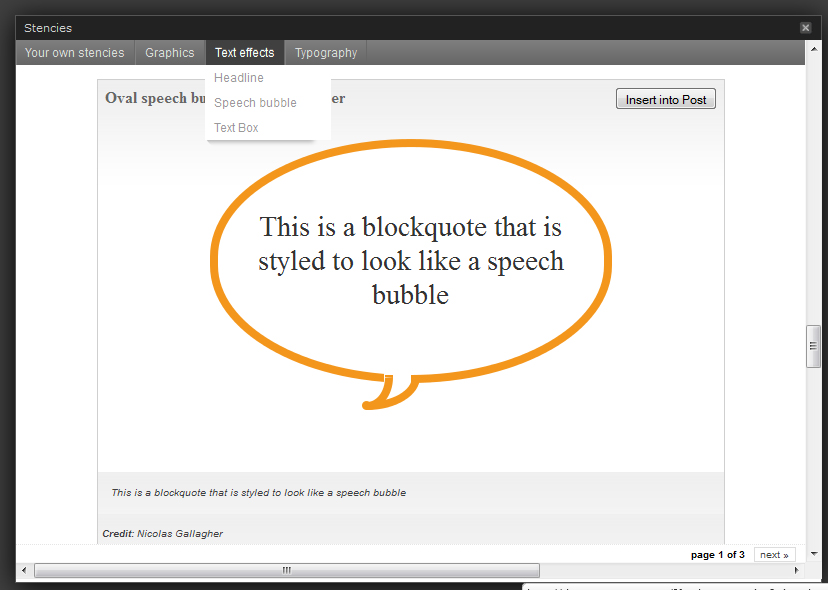 Stencies
Your own stencies Graphics Text effects Typography
Headline
Speech bubble
Text Box
Oval speech bu er
Insert into Post
This is a blockquote that is
styled to look like a speech
bubble
This is a blockquote that is styled to look like a speech bubble
Credit: Nicolas Gallagher
page 1 of 3 next »